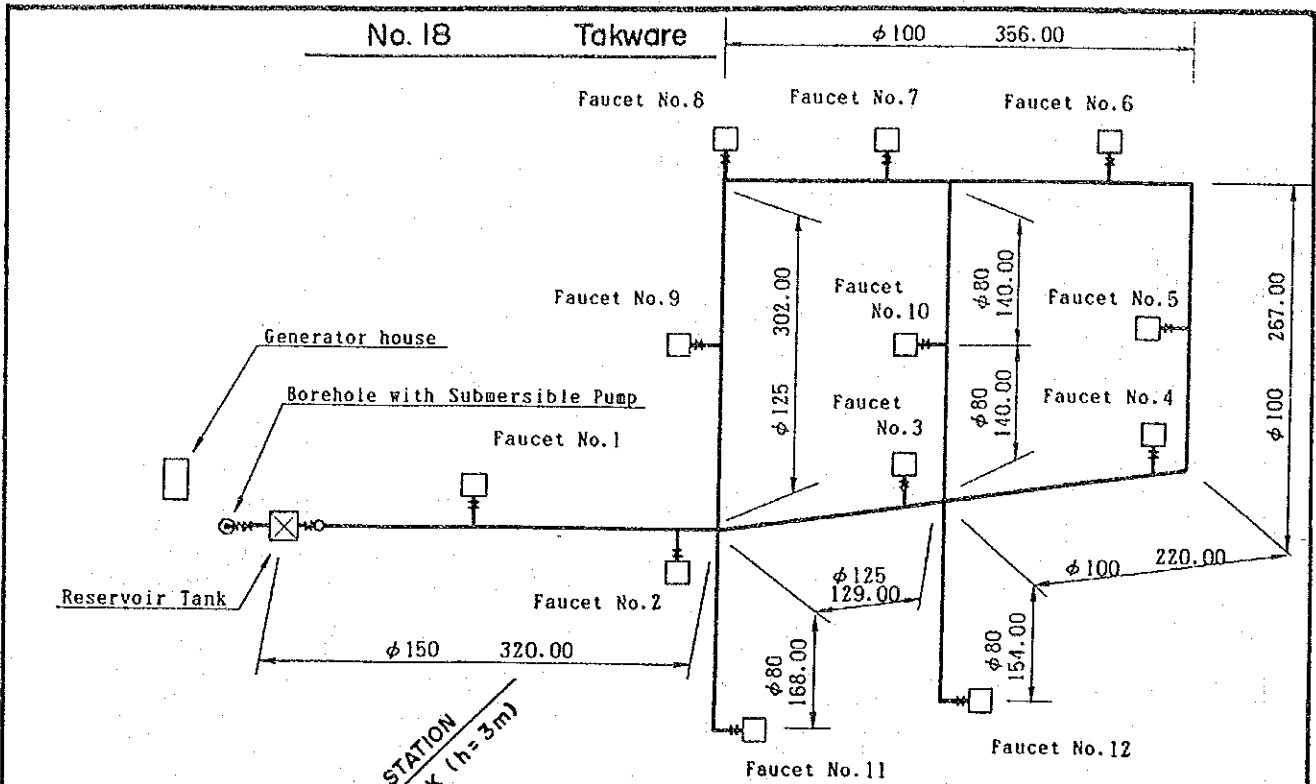 No. 18 Takware
φ100 356.00
Faucet No.8
Faucet No.7
Faucet No.6
Faucet No.9
302.00
φ125
Faucet
No.10
φ80
140.00
Faucet No.5
267.00
φ100
Generator house
Borehole with Submersible Pump
Faucet No.1
Faucet
No.3
φ80
140.00
Faucet No.4
Reservoir Tank
Faucet No.2
φ125
129.00
φ100 220.00
φ150 320.00
φ80
168.00
φ80
154.00
STATION
K (h=3m)
Faucet No.11
Faucet No.12